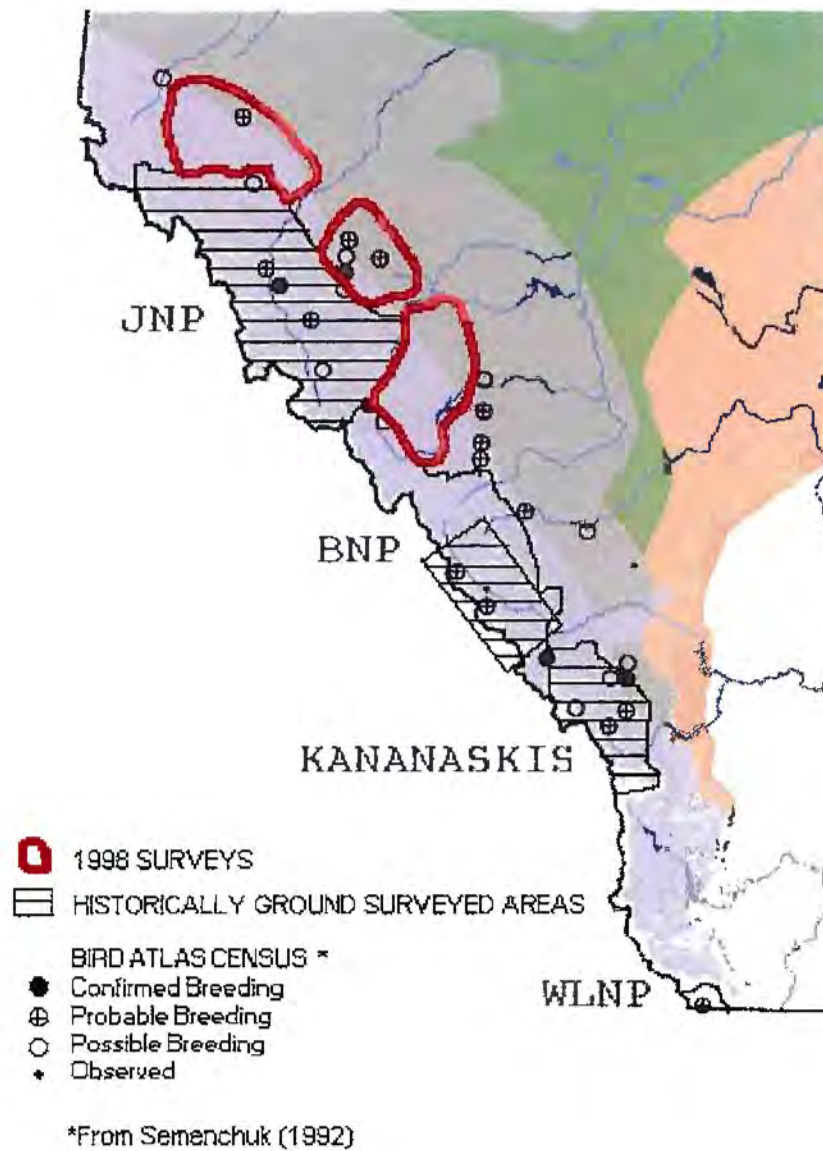 JNP
BNP
KANANASKIS
WLNP
1998 SURVEYS
HISTORICALLY GROUND SURVEYED AREAS
BIRD ATLAS CENSUS *
Confirmed Breeding
Probable Breeding
Possible Breeding
Observed
*From Semenchuk (1992)